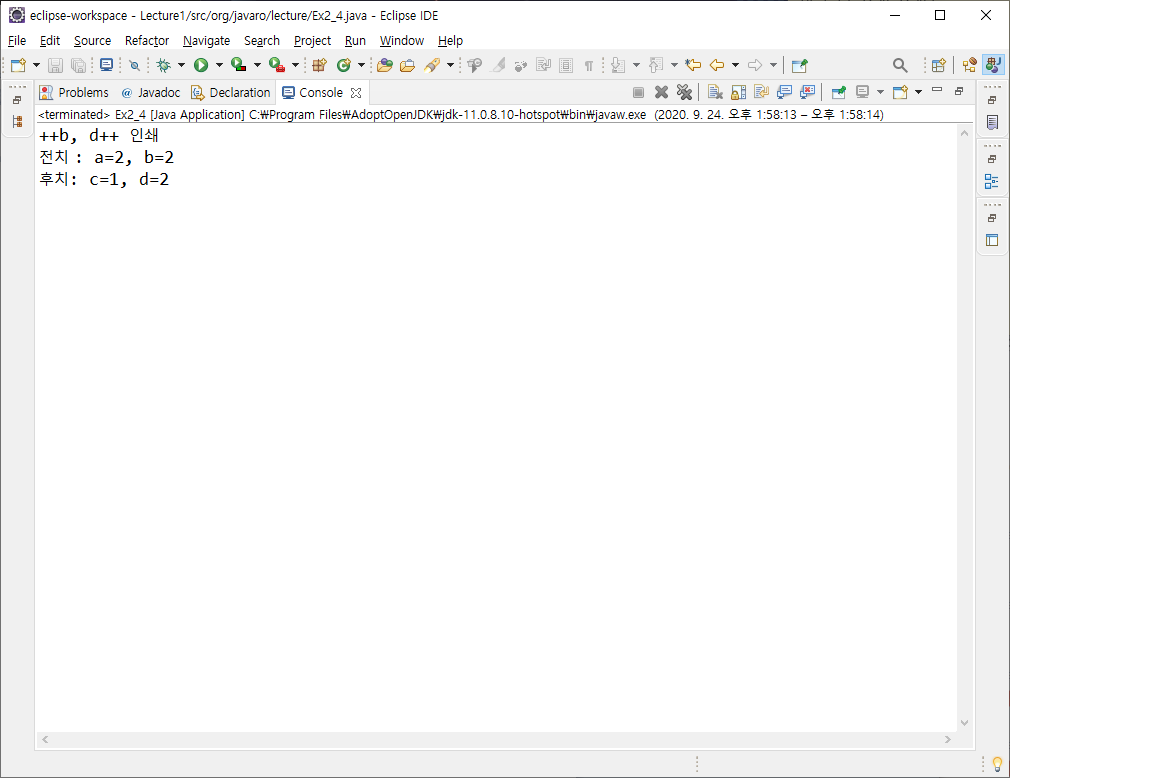 eclipse-workspace - Lecture1/src/org/javaro/lecture/Ex2_4.java - Eclipse IDE
File Edit Source Refactor Navigate Search Project Run Window Help
Problems @ Javadoc Declaration Console
<terminated> Ex2_4 [Java Application] C:₩Program Files₩AdoptOpenJDK₩jdk-11.0.8.10-hotspot₩bin₩javaw.exe (2020. 9. 24. 오후 1:58:13 – 오후 1:58:14)
++b, d++ 인쇄
전치 : a=2, b=2
후치: c=1, d=2